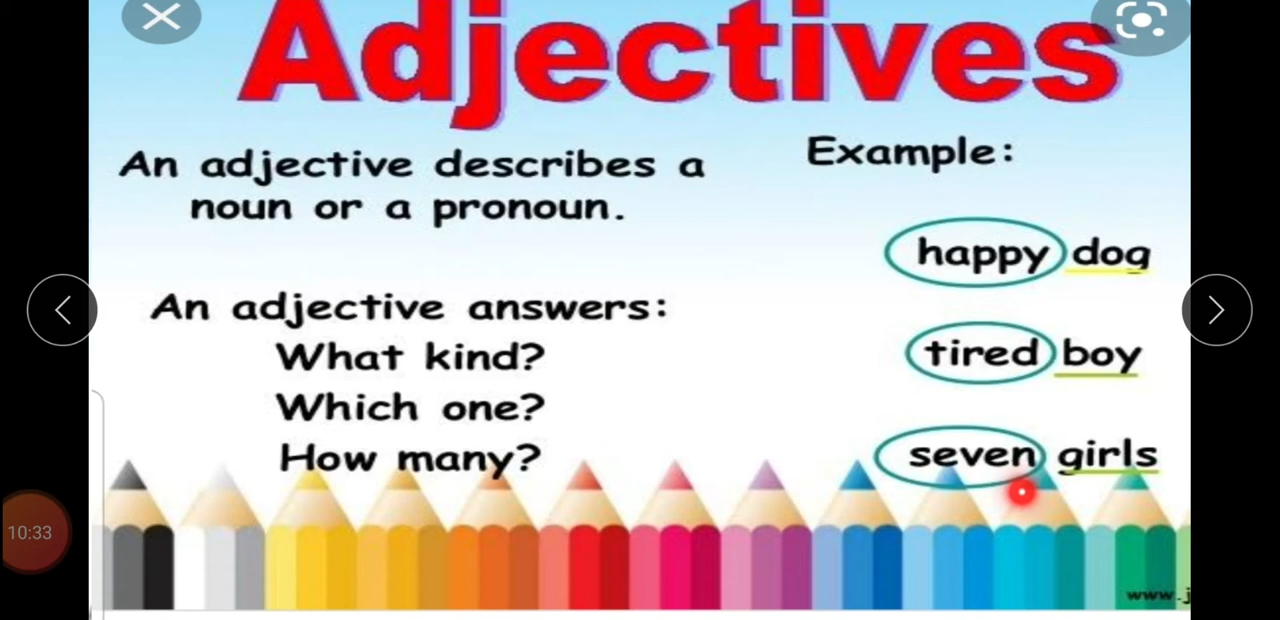 Adjectives
An adjective describes a
noun or a pronoun.
An adjective answers:
What kind?
Which one?
How many?
Example:
happy dog
tired boy
seven girls
www.j
10:33